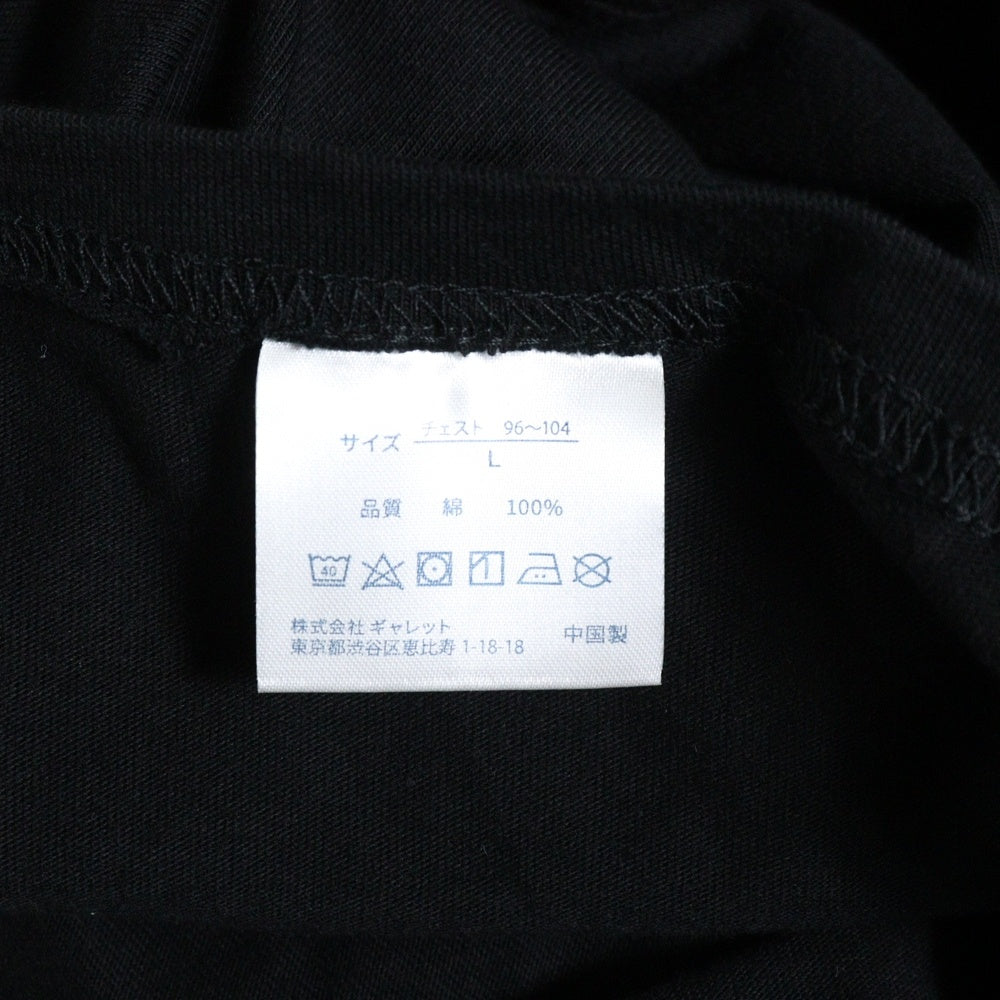 チェスト 96～104
サイズ
L
品質 綿 100%
40
株式会社 ギャレット
東京都渋谷区恵比寿 1-18-18
中国製